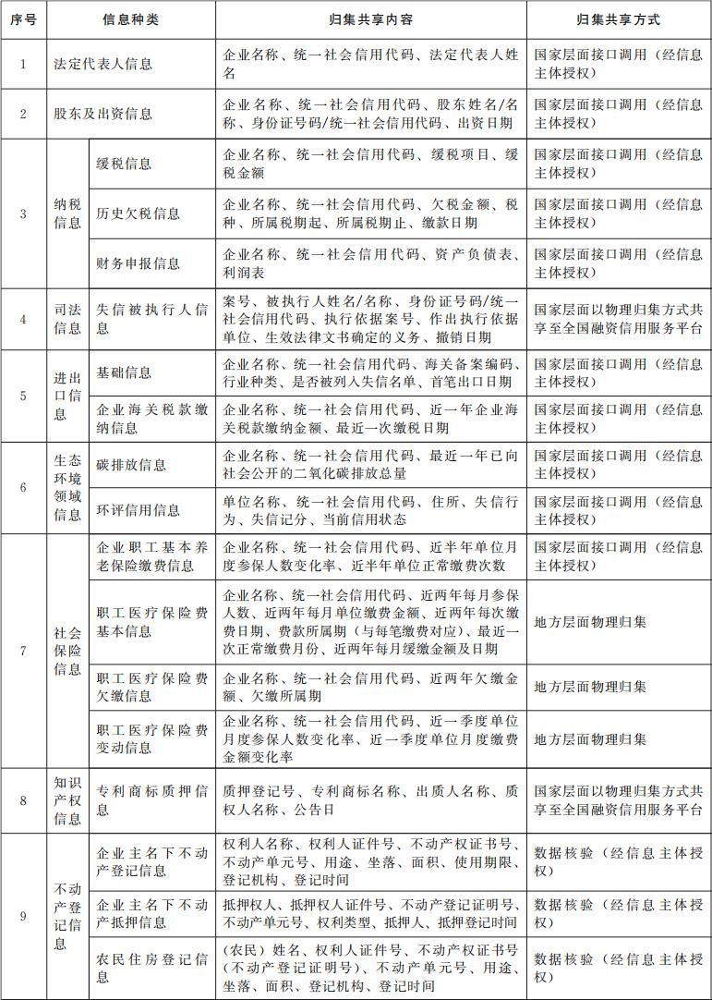 序号
信息种类
归集共享内容
归集共享方式
1
法定代表人信息
企业名称、统一社会信用代码、法定代表人姓
名
国家层面接口调用（经信息
主体授权）
2
股东及出资信息
企业名称、统一社会信用代码、股东姓名/名
称、身份证号码/统一社会信用代码、出资日期
国家层面接口调用（经信息
主体授权）
3
纳税
信息
缓税信息
企业名称、统一社会信用代码、缓税项目、缓
税金额
国家层面接口调用（经信息
主体授权）
历史欠税信息
企业名称、统一社会信用代码、欠税金额、税
种、所属税期起、所属税期止、缴款日期
国家层面接口调用（经信息
主体授权）
财务申报信息
企业名称、统一社会信用代码、资产负债表、
利润表
国家层面接口调用（经信息
主体授权）
4
司法
信息
失信被执行人信
息
案号、被执行人姓名/名称、身份证号码/统一
社会信用代码、执行依据案号、作出执行依据
单位、生效法律文书确定的义务、撤销日期
国家层面以物理归集方式共
享至全国融资信用服务平台
5
进出
口信
息
基础信息
企业名称、统一社会信用代码、海关备案编码、
行业种类、是否被列入失信名单、首笔出口日期
国家层面接口调用（经信息
主体授权）
企业海关税款缴
纳信息
企业名称、统一社会信用代码、近一年企业海
关税款缴纳金额、最近一次缴税日期
国家层面接口调用（经信息
主体授权）
6
生态
环境
领域
信息
碳排放信息
企业名称、统一社会信用代码、最近一年已向
社会公开的二氧化碳排放总量
国家层面接口调用（经信息
主体授权）
环评信用信息
单位名称、统一社会信用代码、住所、失信行
为、失信记分、当前信用状态
国家层面接口调用（经信息
主体授权）
7
社会
保险
信息
企业职工基本养
老保险缴费信息
企业名称、统一社会信用代码、近半年单位月
度参保人数变化率、近半年单位正常缴费次数
国家层面接口调用（经信息
主体授权）
职工医疗保险费
基本信息
企业名称、统一社会信用代码、近两年每月参保
人数、近两年每月单位缴费金额、近两年每次缴
费日期、费款所属期（与每笔缴费对应）、最近一
次正常缴费月份、近两年每月缓缴金额及日期
地方层面物理归集
职工医疗保险费
欠缴信息
企业名称、统一社会信用代码、近两年欠缴金
额、欠缴所属期
地方层面物理归集
职工医疗保险费
变动信息
企业名称、统一社会信用代码、近一季度单位
月度参保人数变化率、近一季度单位月度缴费
金额变化率
地方层面物理归集
8
知识
产权
信息
专利商标质押信
息
质押登记号、专利商标名称、出质人名称、质
权人名称、公告日
国家层面以物理归集方式共
享至全国融资信用服务平台
9
不动
产登
记信
息
企业主名下不动
产登记信息
权利人名称、权利人证件号、不动产权证书号、
不动产单元号、用途、坐落、面积、使用期限、
登记机构、登记时间
数据核验（经信息主体授
权）
企业主名下不动
产抵押信息
抵押权人、抵押权人证件号、不动产登记证明号、
不动产单元号、权利类型、抵押人、抵押登记时间
数据核验（经信息主体授
权）
农民住房登记信
息
（农民）姓名、权利人证件号、不动产权证书号
（不动产登记证明号）、不动产单元号、用途、
坐落、面积、登记机构、登记时间
数据核验（经信息主体授
权）